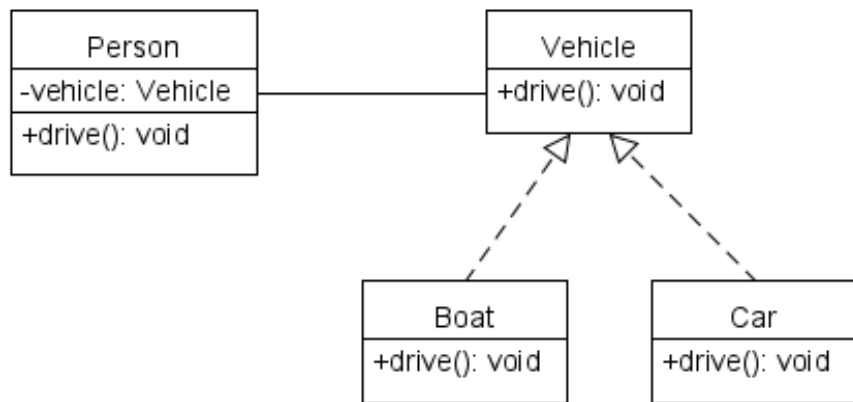 Person
-vehicle: Vehicle
+drive(): void
Vehicle
+drive(): void
Boat
+drive(): void
Car
+drive(): void